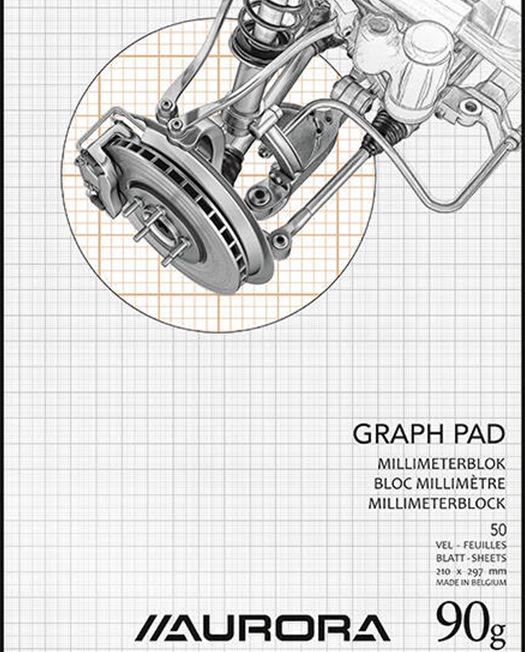 GRAPH PAD
MILLIMETERBLOK
BLOC MILLIMÈTRE
MILLIMETERBLOCK
50
VEL - FEUILLES
BLATT - SHEETS
210 x 297 mm
MADE IN BELGIUM
//AURORA
90g